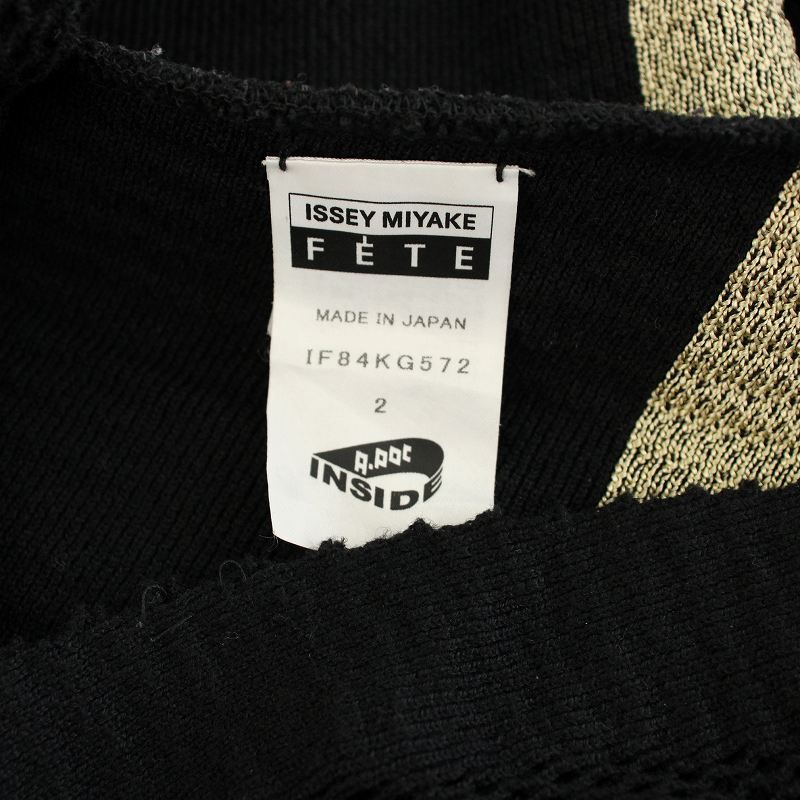 ISSEY MIYAKE
FÊTE
MADE IN JAPAN
IF84KG572
2
A-POC
INSIDE